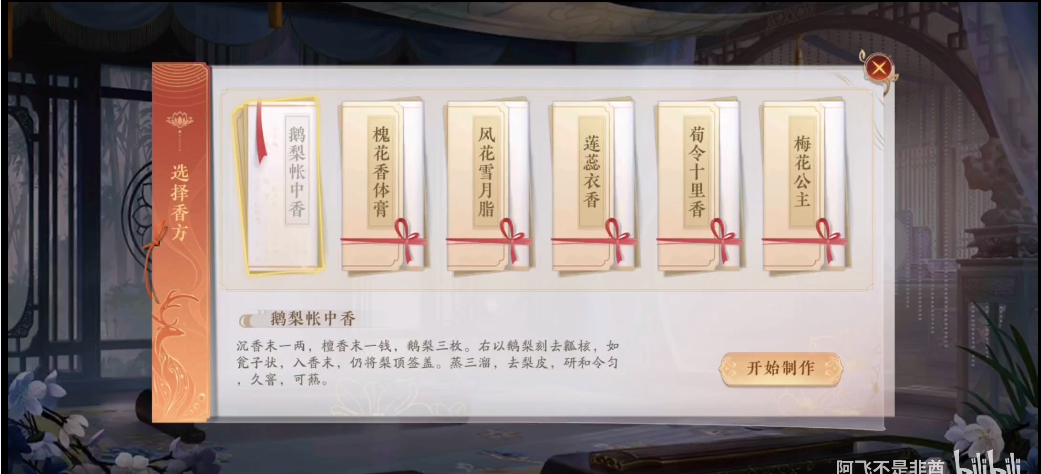 选择香方
鹅梨帐中香
槐花香体膏
风花雪月脂
莲蕊衣香
荀令十里香
梅花公主
鹅梨帐中香
沉香末一两，檀香末一钱，鹅梨三枚。右以鹅梨刻去瓤核，如
瓮子状，入香末，仍将梨顶签盖。蒸三溜，去梨皮，研和令匀
，久窨，可爇。
开始制作
阿飞不是非酋
bilibili